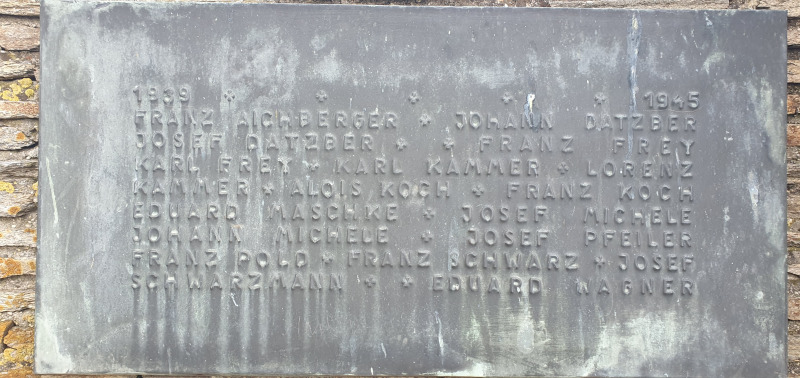 1939 + + + + + 1945
FRANZ AICHBERGER + JOHANN DATZBER
JOSEF DATZBER + + FRANZ FREY
KARL FREY + KARL KAMMER + LORENZ
KAMMER + ALOIS KOCH + FRANZ KOCH
EDUARD MASCHKE + JOSEF MICHELE
JOHANN MICHELE + JOSEF PFEILER
FRANZ POLD + FRANZ SCHWARZ + JOSEF
SCHWARZMANN + + EDUARD WAGNER